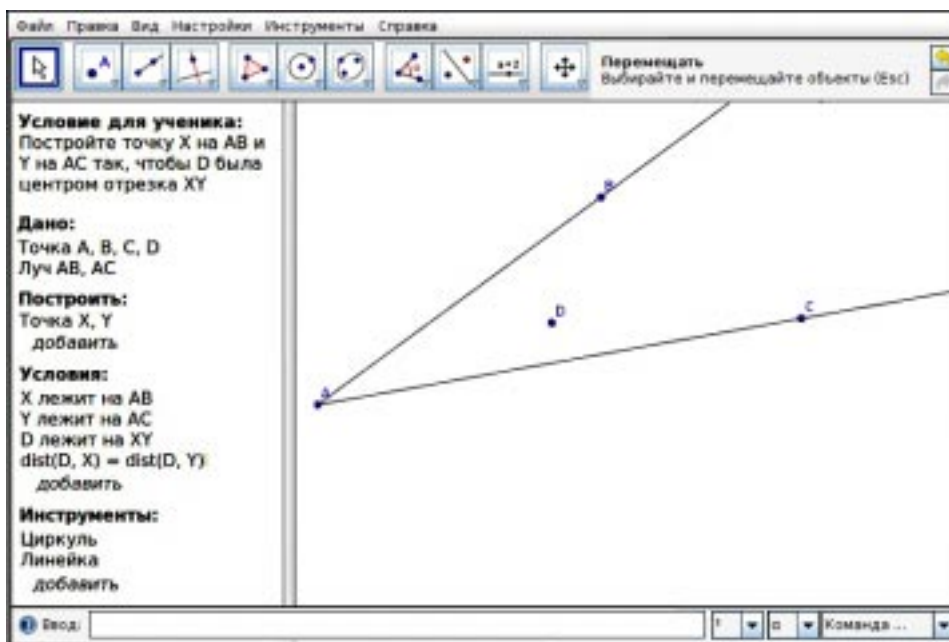 Файл Правка Вид Настройки Инструменты Справка
A
a=2
Перемещать
Выбирайте и перемещайте объекты (Esc)
Условие для ученика:
Постройте точку X на AB и
Y на AC так, чтобы D была
центром отрезка XY
Дано:
Точка A, B, C, D
Луч AB, AC
Построить:
Точка X, Y
добавить
Условия:
X лежит на AB
Y лежит на AC
D лежит на XY
dist(D, X) = dist(D, Y)
добавить
Инструменты:
Циркуль
Линейка
добавить
B
D
C
A
Ввод:
α
Команда ...